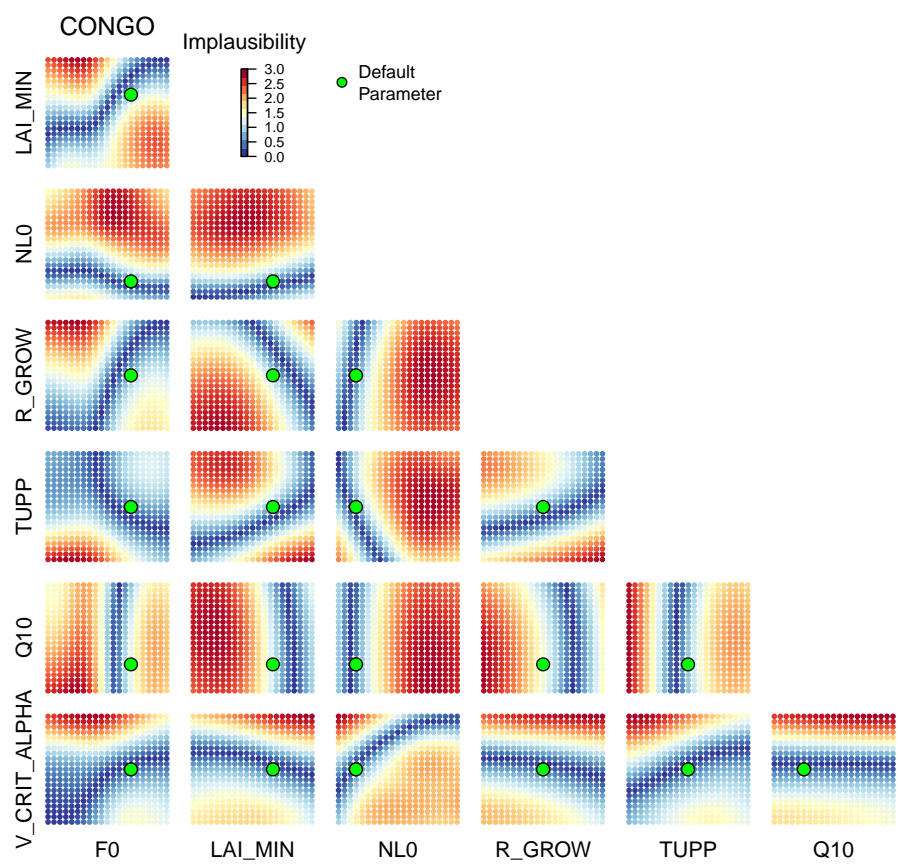 CONGO
Implausibility
3.0
2.5
2.0
1.5
1.0
0.5
0.0
Default
Parameter
LAI_MIN
NL0
R_GROW
TUPP
Q10
V_CRIT_ALPHA
F0
LAI_MIN
NL0
R_GROW
TUPP
Q10